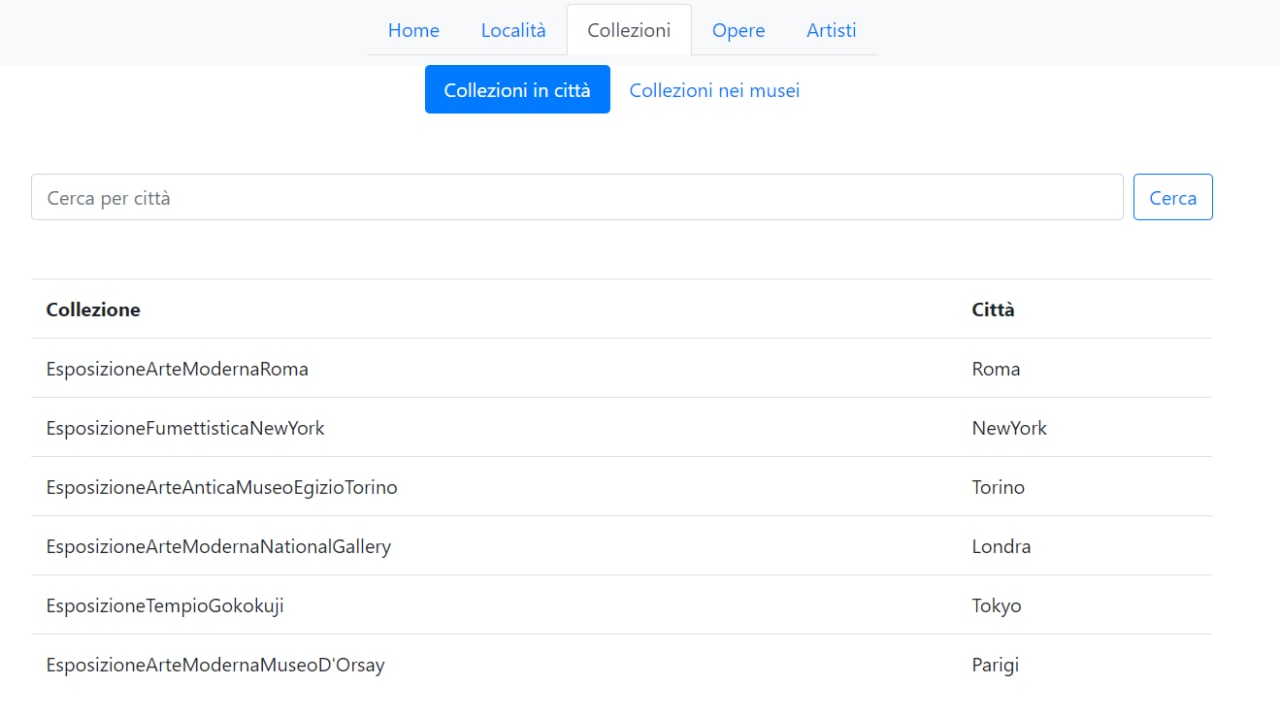 Home Località Collezioni Opere Artisti
Collezioni in città Collezioni nei musei
Cerca per città Cerca
Collezione Città
EsposizioneArteModernaRoma Roma
EsposizioneFumettisticaNewYork NewYork
EsposizioneArteAnticaMuseoEgizioTorino Torino
EsposizioneArteModernaNationalGallery Londra
EsposizioneTempioGokokuji Tokyo
EsposizioneArteModernaMuseoD'Orsay Parigi